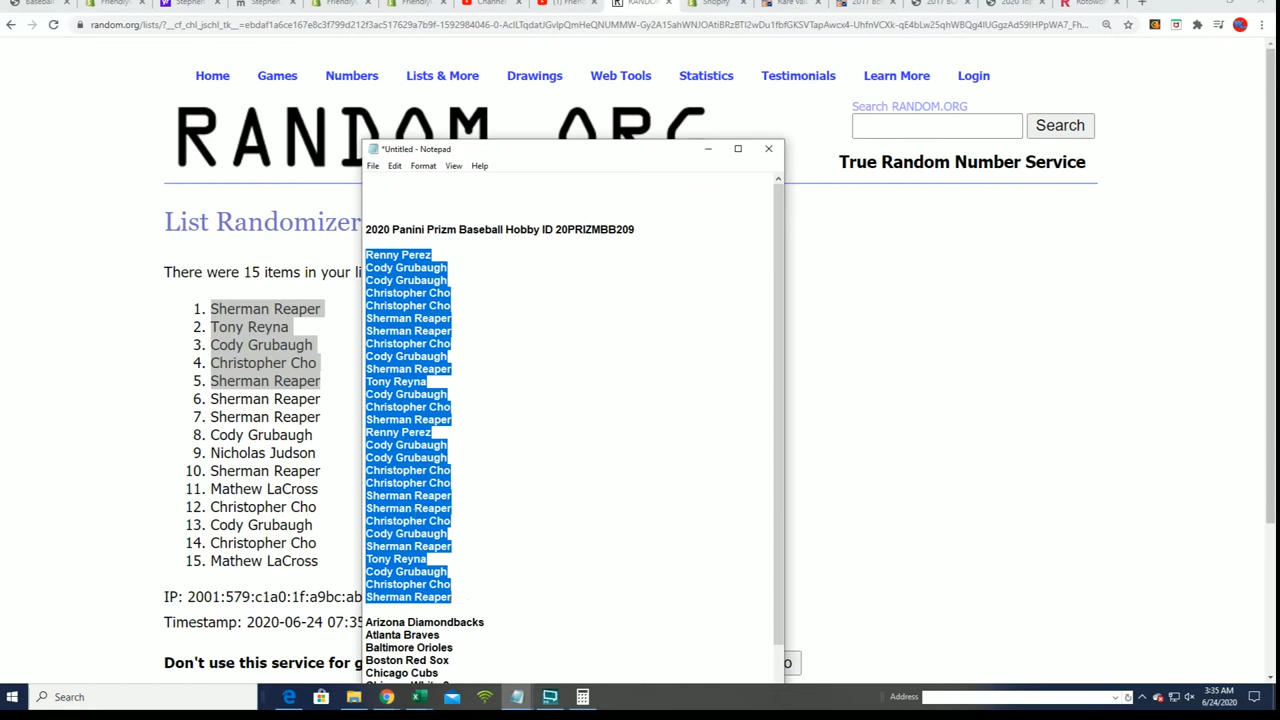 random.org/lists/?__cf_chl_jschl_tk__=ebdaf1a6ce167e8c3f799d212f3ac517629a7b9f-1592984046-0-
Home Games Numbers Lists & More Drawings Web Tools Statistics Testimonials Learn More Login
Search RANDOM.ORG
RANDOM.ORG
Search
True Random Number Service
List Randomizer
There were 15 items in your li
1. Sherman Reaper
2. Tony Reyna
3. Cody Grubaugh
4. Christopher Cho
5. Sherman Reaper
6. Sherman Reaper
7. Sherman Reaper
8. Cody Grubaugh
9. Nicholas Judson
10. Sherman Reaper
11. Mathew LaCross
12. Christopher Cho
13. Cody Grubaugh
14. Christopher Cho
15. Mathew LaCross
IP: 2001:579:c1a0:1f:a9bc:ab
Timestamp: 2020-06-24 07:35
Don't use this service for g
*Untitled - Notepad
File Edit Format View Help
2020 Panini Prizm Baseball Hobby ID 20PRIZMBB209
Renny Perez
Cody Grubaugh
Cody Grubaugh
Christopher Cho
Christopher Cho
Sherman Reaper
Sherman Reaper
Christopher Cho
Cody Grubaugh
Sherman Reaper
Tony Reyna
Cody Grubaugh
Christopher Cho
Sherman Reaper
Renny Perez
Cody Grubaugh
Cody Grubaugh
Christopher Cho
Christopher Cho
Sherman Reaper
Sherman Reaper
Christopher Cho
Cody Grubaugh
Sherman Reaper
Tony Reyna
Cody Grubaugh
Christopher Cho
Sherman Reaper
Arizona Diamondbacks
Atlanta Braves
Baltimore Orioles
Boston Red Sox
Chicago Cubs
Search
Address
3:35 AM
6/24/2020